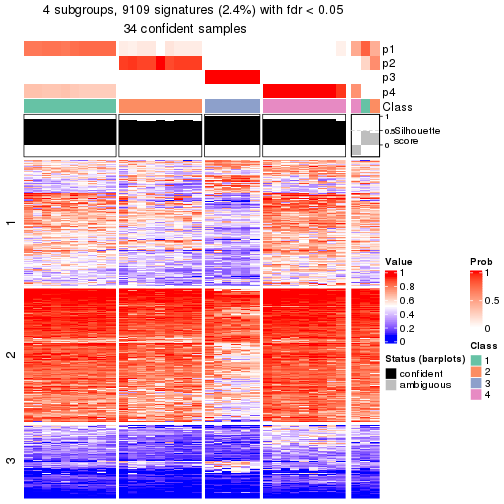 4 subgroups, 9109 signatures (2.4%) with fdr < 0.05
34 confident samples
p1
p2
p3
p4
Class
1
0.5
0
Silhouette
score
1
2
3
Value
1
0.8
0.6
0.4
0.2
0
Prob
1
0.5
0
Status (barplots)
confident
ambiguous
Class
1
2
3
4